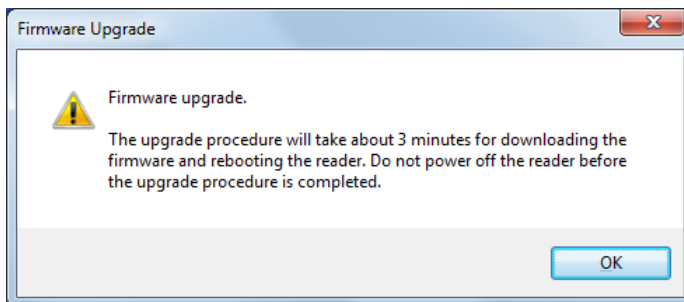 Firmware Upgrade
Firmware upgrade.
The upgrade procedure will take about 3 minutes for downloading the
firmware and rebooting the reader. Do not power off the reader before
the upgrade procedure is completed.
OK